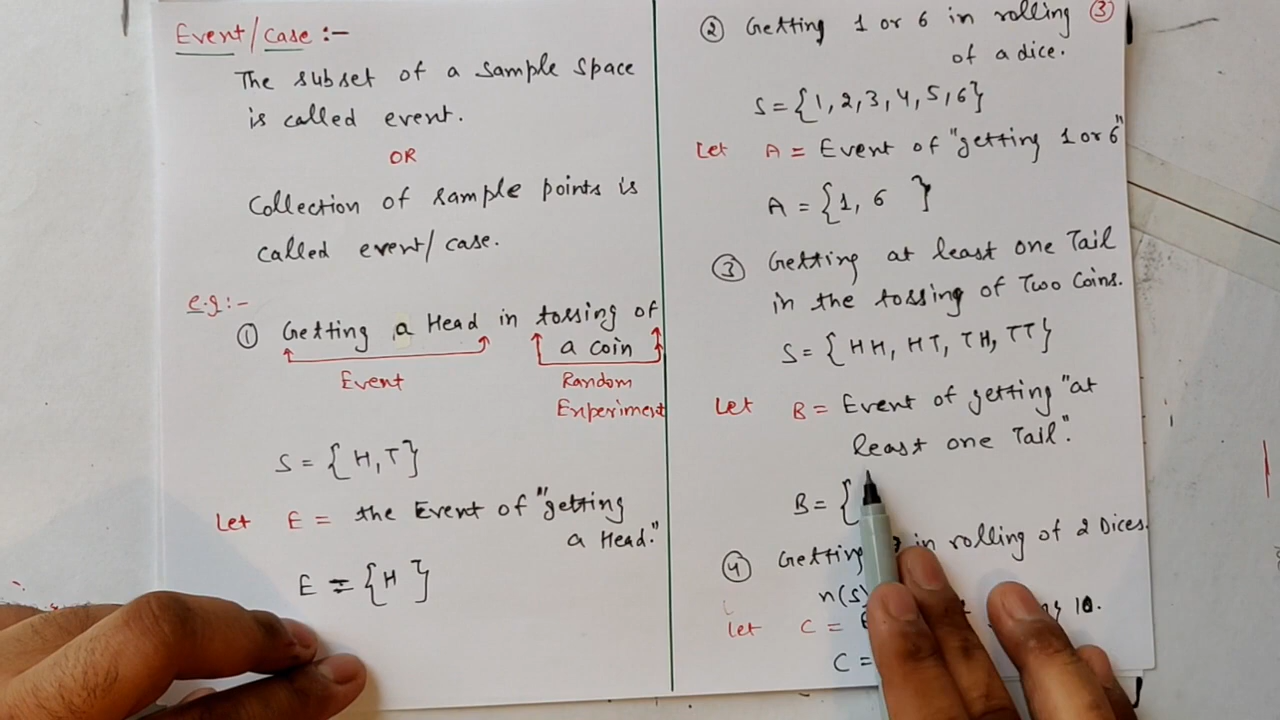 Event/Case :-
The subset of a sample space
is called event.
OR
Collection of sample points is
called event/case.
e.g:-
① Getting a Head in tossing of
a coin
Event
Random
Experiment
S = {H,T}
Let E = the Event of "getting
a Head."
E = {H }
② Getting 1 or 6 in rolling ③
of a dice.
S = {1,2,3,4,5,6}
Let A = Event of "getting 1 or 6"
A = {1, 6 }
③ Getting at least one Tail
in the tossing of Two Coins.
S = { HH, HT, TH, TT}
Let B = Event of getting "at
least one Tail".
B = {
④ Getting in rolling of 2 Dices.
n(s)
let C = 10.
C =